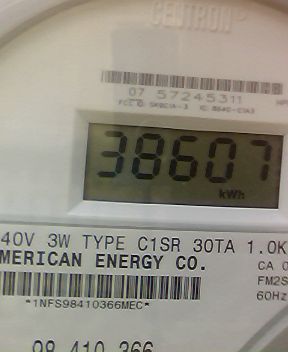 CENTRON
07 57245311
38607
kWh
40V 3W TYPE C1SR 30TA 1.0K
MERICAN ENERGY CO.
CA 0
FM2S
*1NFS98410366MEC*
60Hz
98 410 366